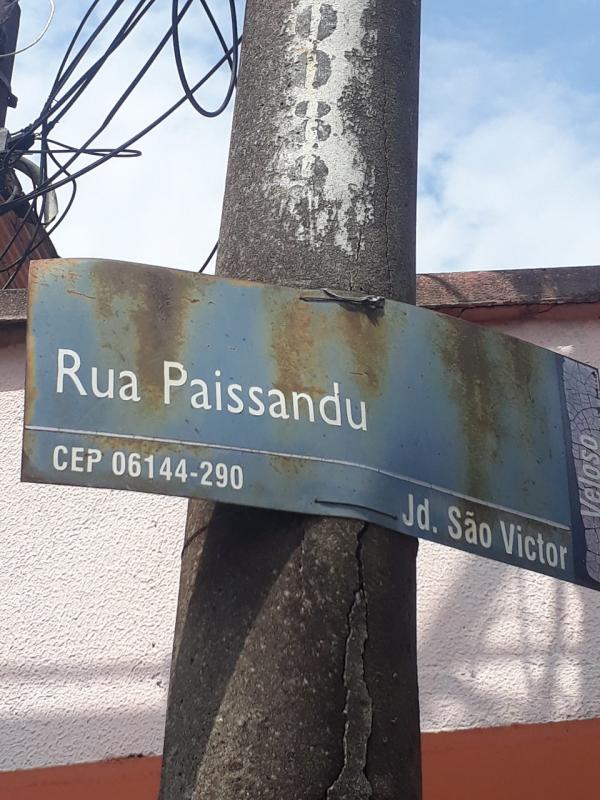 Rua Paissandu
CEP 06144-290
Jd. São Victor
Veloso